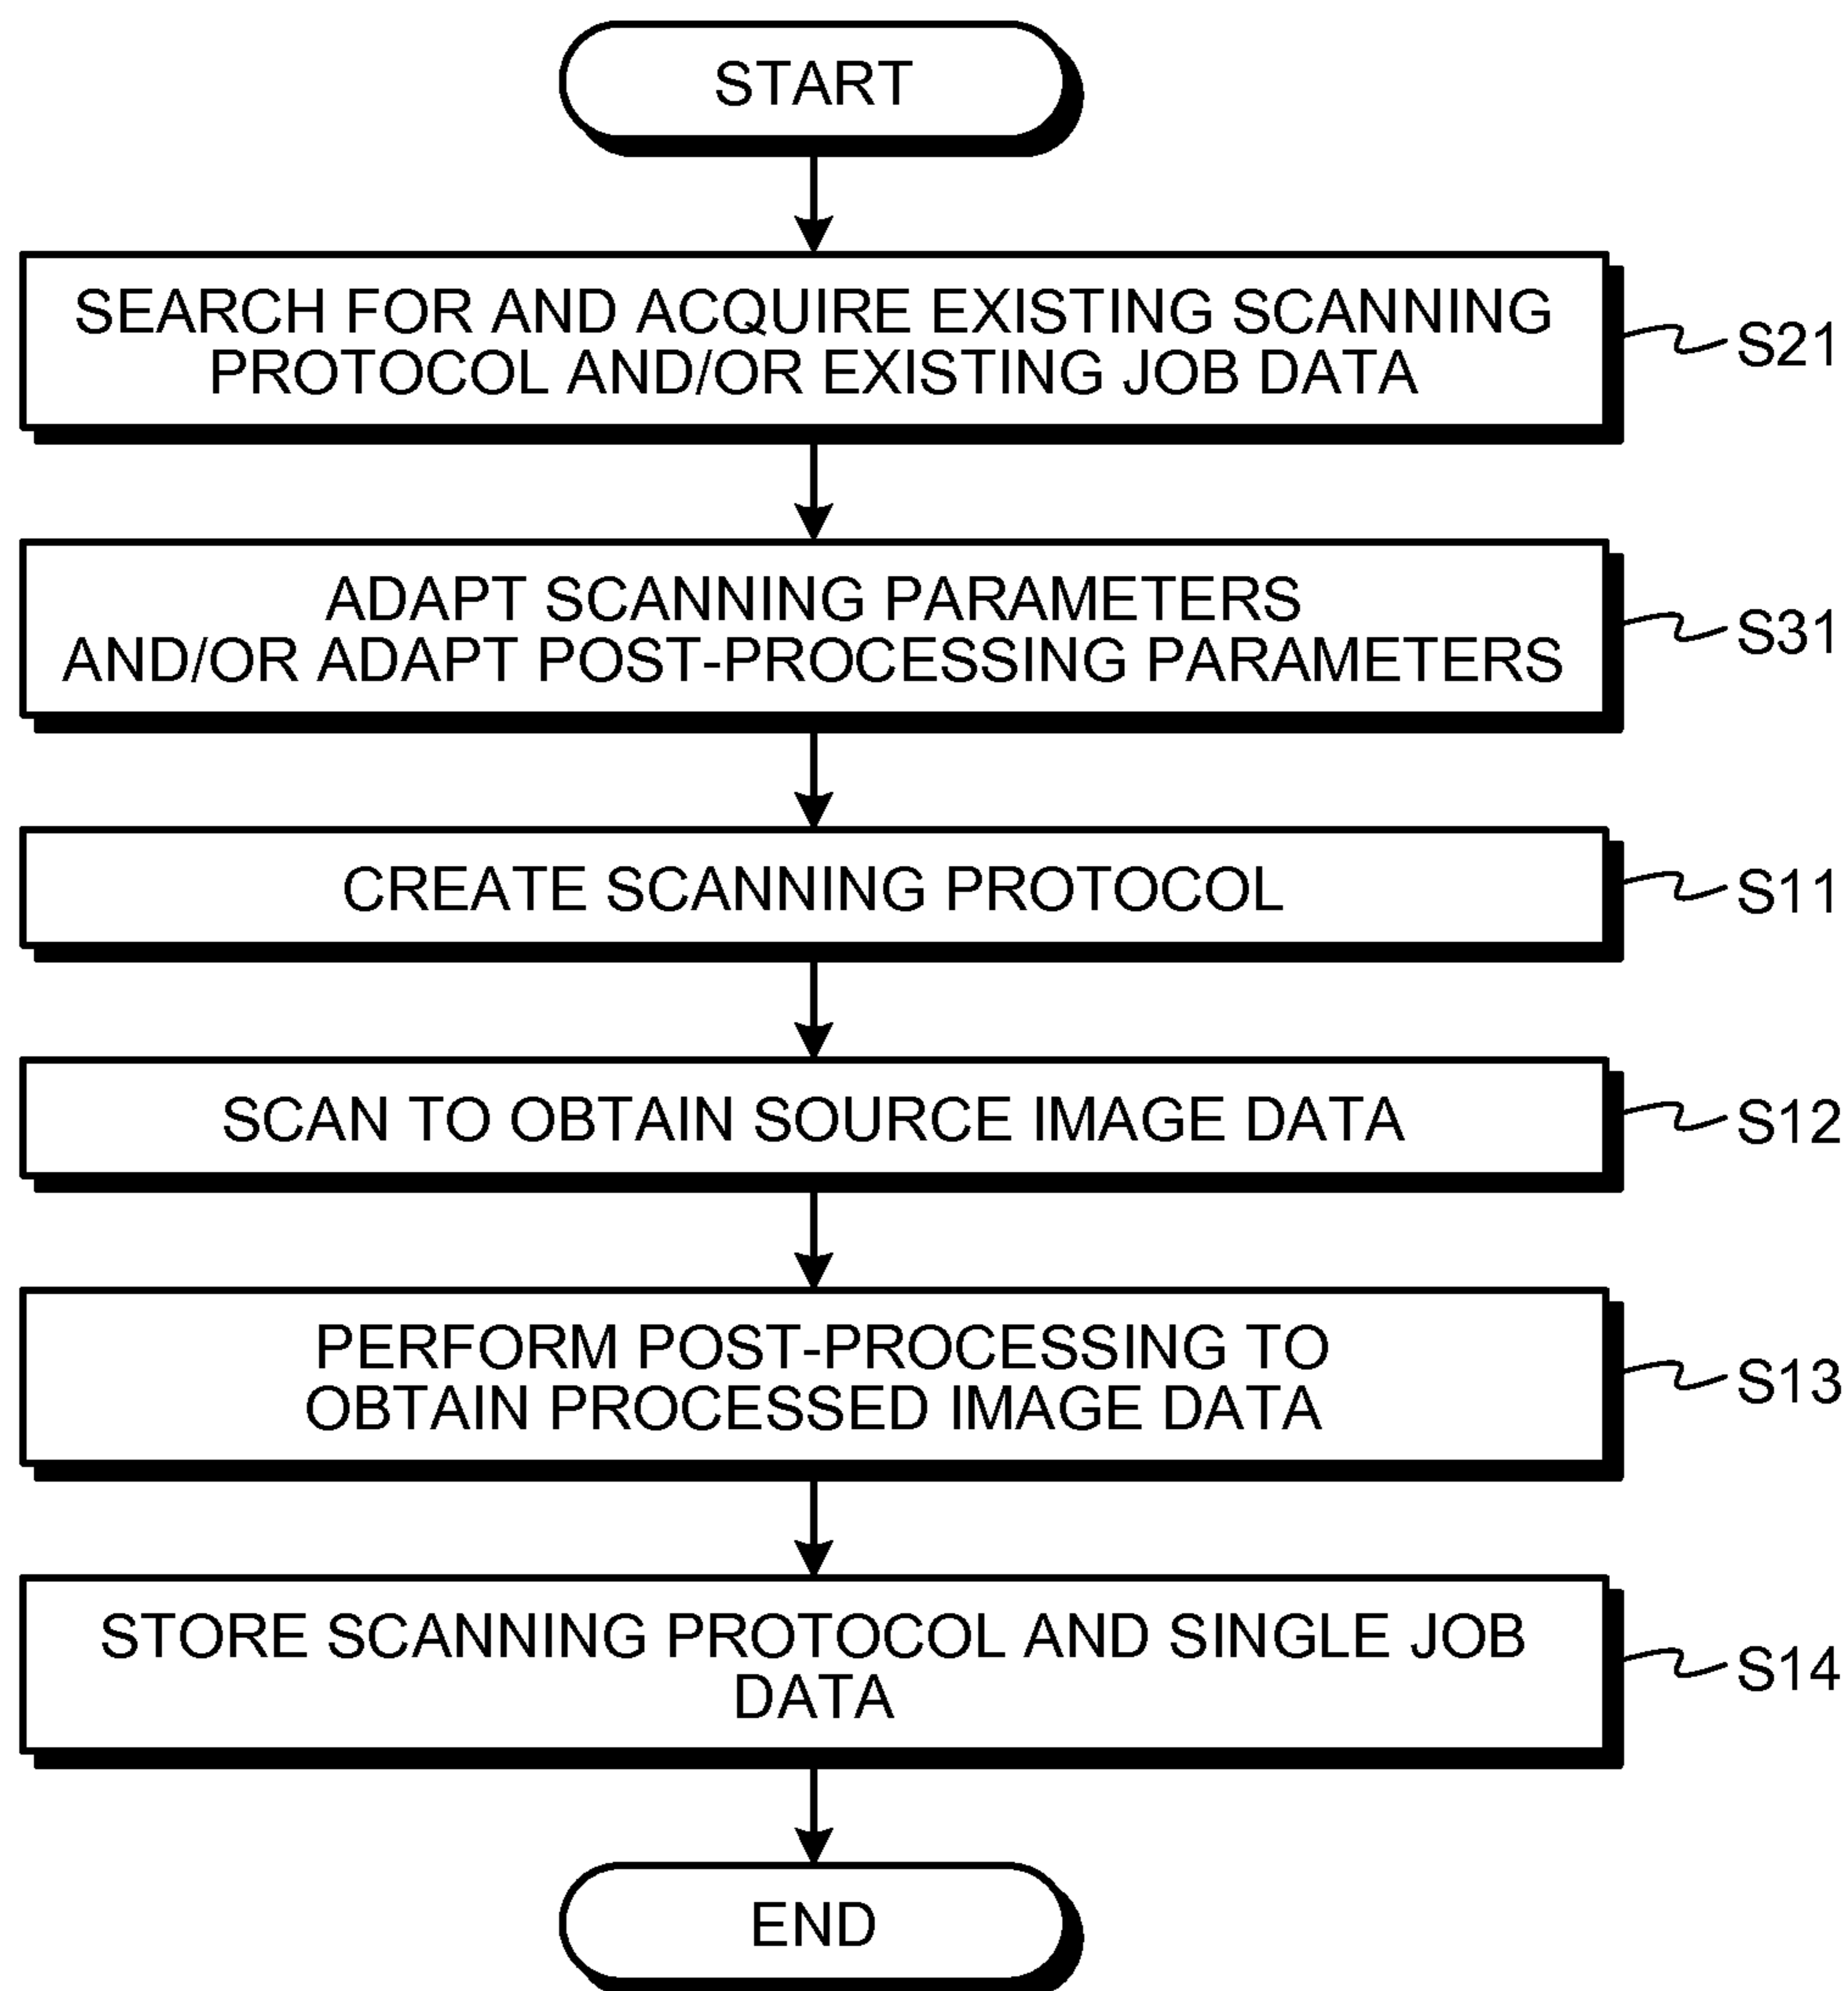 START
SEARCH FOR AND ACQUIRE EXISTING SCANNING
PROTOCOL AND/OR EXISTING JOB DATA
S21
ADAPT SCANNING PARAMETERS
AND/OR ADAPT POST-PROCESSING PARAMETERS
S31
CREATE SCANNING PROTOCOL
S11
SCAN TO OBTAIN SOURCE IMAGE DATA
S12
PERFORM POST-PROCESSING TO
OBTAIN PROCESSED IMAGE DATA
S13
STORE SCANNING PROTOCOL AND SINGLE JOB
DATA
S14
END